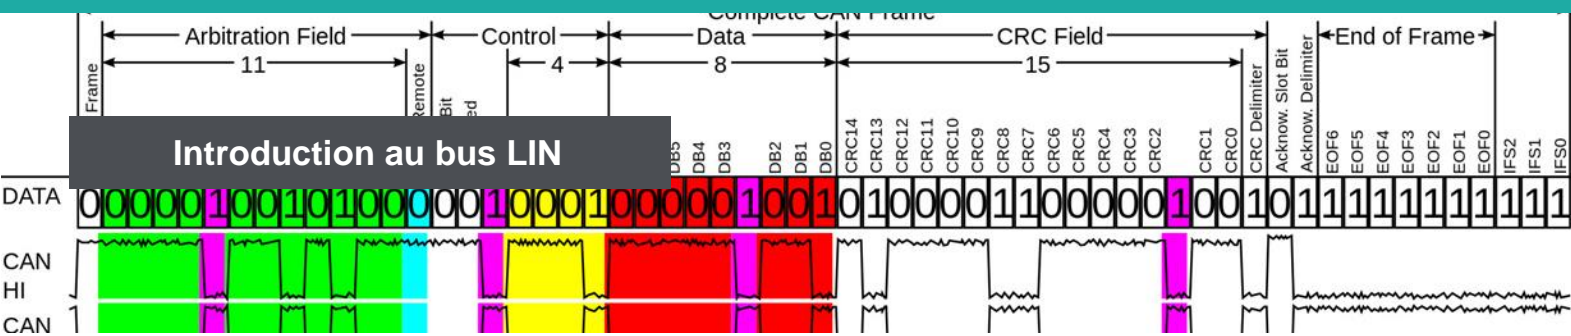 Complete CAN Frame
Arbitration Field
Control
Data
CRC Field
End of Frame
11
4
8
15
Frame
Remote
Bit
ed
DB5
DB4
DB3
DB2
DB1
DB0
CRC14
CRC13
CRC12
CRC11
CRC10
CRC9
CRC8
CRC7
CRC6
CRC5
CRC4
CRC3
CRC2
CRC1
CRC0
CRC Delimiter
Acknow. Slot Bit
Acknow. Delimiter
EOF6
EOF5
EOF4
EOF3
EOF2
EOF1
EOF0
IFS2
IFS1
IFS0
Introduction au bus LIN
DATA 00000100101000001000100000100101000011000001001011111111111
CAN
HI
CAN